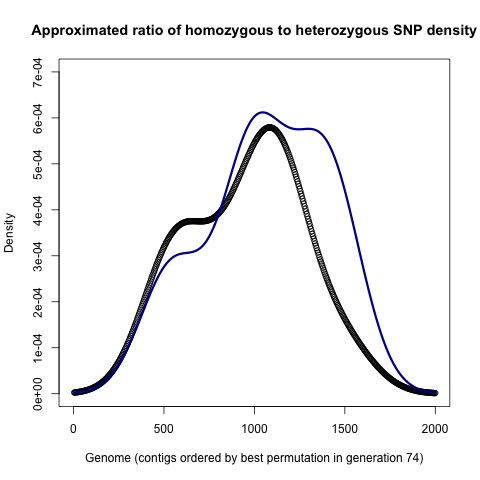 Approximated ratio of homozygous to heterozygous SNP density
7e-04
6e-04
5e-04
4e-04
3e-04
2e-04
1e-04
0e+00
Density
0 500 1000 1500 2000
Genome (contigs ordered by best permutation in generation 74)